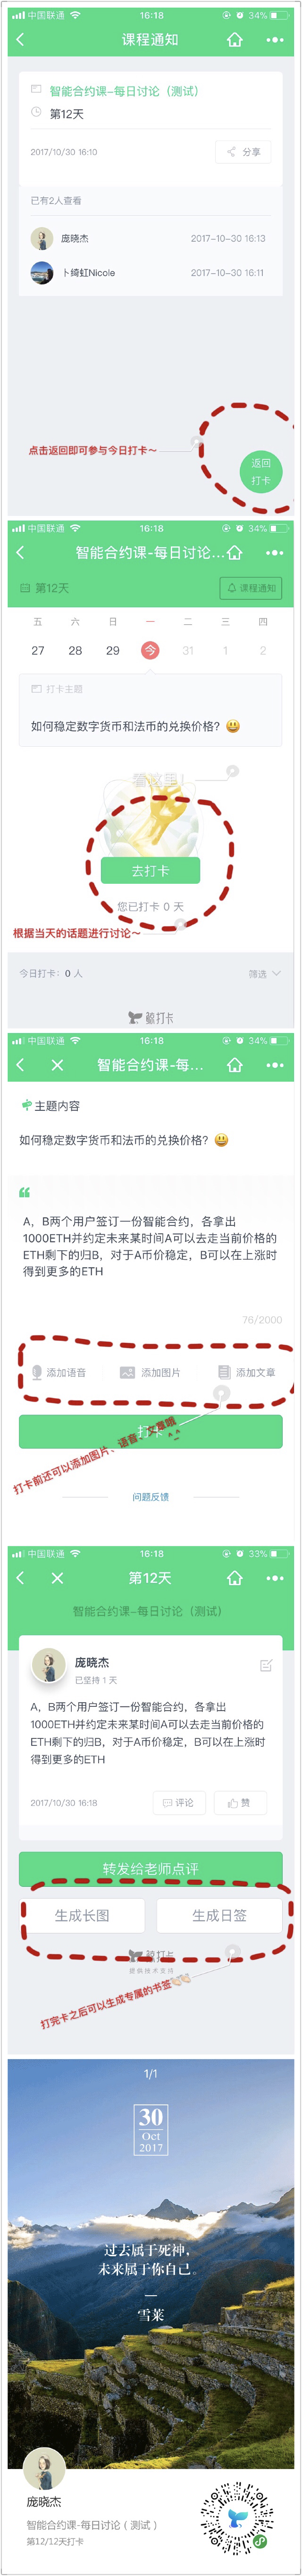 中国联通 16:18 34%
课程通知
智能合约课-每日讨论（测试）
第12天
2017/10/30 16:10 分享
已有2人查看
庞晓杰 2017-10-30 16:13
卜绮虹Nicole 2017-10-30 16:11
点击返回即可参与今日打卡~
返回
打卡
中国联通 16:18 34%
智能合约课-每日讨论...
第12天 课程通知
五 六 日 一 二 三 四
27 28 29 今 31 1 2
打卡主题
如何稳定数字货币和法币的兑换价格？😃
看这里！
去打卡
您已打卡 0 天
根据当天的话题进行讨论~
今日打卡：0 人 筛选
鲸打卡
中国联通 16:18 34%
智能合约课-每...
主题内容
如何稳定数字货币和法币的兑换价格？😃
A，B两个用户签订一份智能合约，各拿出
1000ETH并约定未来某时间A可以去走当前价格的
ETH剩下的归B，对于A币价稳定，B可以在上涨时
得到更多的ETH
76/2000
添加语音 添加图片 添加文章
打卡
打卡前还可以添加图片、语音、文章哦
问题反馈
中国联通 16:18 33%
第12天
智能合约课-每日讨论（测试）
庞晓杰
已坚持 1 天
A，B两个用户签订一份智能合约，各拿出
1000ETH并约定未来某时间A可以去走当前价格的
ETH剩下的归B，对于A币价稳定，B可以在上涨时
得到更多的ETH
2017/10/30 16:18 评论 赞
转发给老师点评
生成长图 生成日签
鲸打卡
提供技术支持
打完卡之后可以生成专属的书签
1/1
30
Oct
2017
过去属于死神，
未来属于你自己。
—
雪莱
庞晓杰
智能合约课-每日讨论（测试）
第12/12天打卡